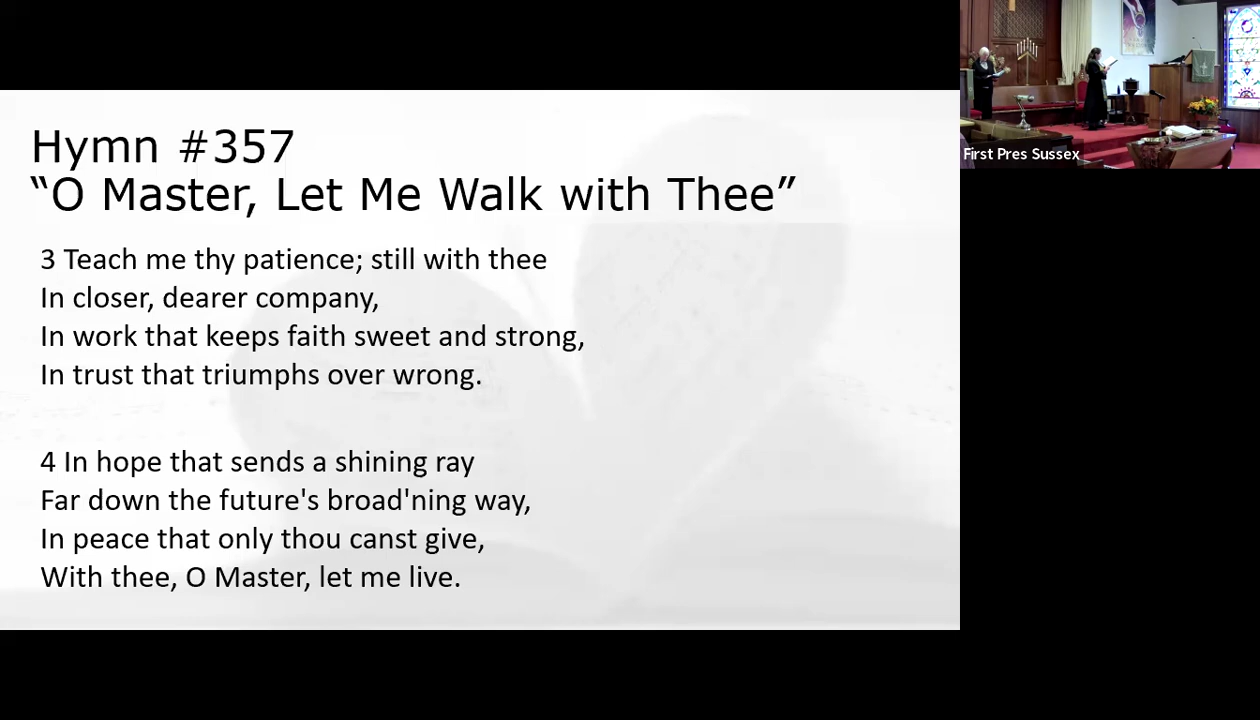 Hymn #357
“O Master, Let Me Walk with Thee”
3 Teach me thy patience; still with thee
In closer, dearer company,
In work that keeps faith sweet and strong,
In trust that triumphs over wrong.
4 In hope that sends a shining ray
Far down the future's broad'ning way,
In peace that only thou canst give,
With thee, O Master, let me live.
First Pres Sussex